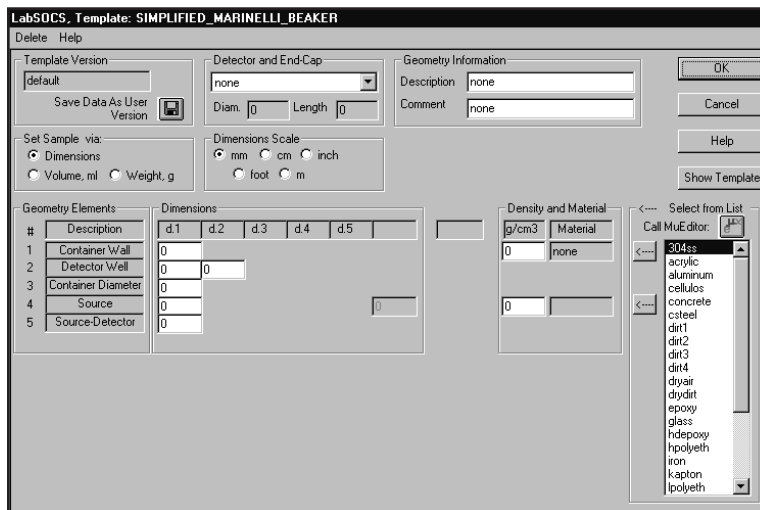 LabSOCS, Template: SIMPLIFIED_MARINELLI_BEAKER
Delete Help
Template Version
default
Save Data As User
Version
Detector and End-Cap
none
Diam. 0 Length 0
Geometry Information
Description none
Comment none
OK
Cancel
Help
Show Template
Set Sample via:
Dimensions
Volume, ml Weight, g
Dimensions Scale
mm cm inch
foot m
Geometry Elements Dimensions Density and Material <---- Select from List
# Description d.1 d.2 d.3 d.4 d.5 g/cm3 Material Call MuEditor:
1 Container Wall 0 0 none <----
2 Detector Well 0 0
3 Container Diameter 0
4 Source 0 0 0 <----
5 Source-Detector 0
304ss
acrylic
aluminum
cellulos
concrete
csteel
dirt1
dirt2
dirt3
dirt4
dryair
drydirt
epoxy
glass
hdepoxy
hpolyeth
iron
kapton
lpolyeth